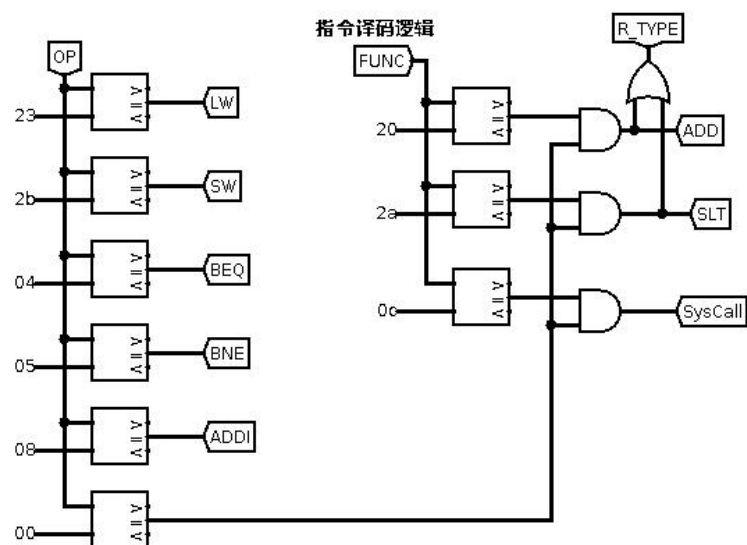 指令译码逻辑
R_TYPE
OP
FUNC
> = <
LW
23
> = <
20
ADD
> = <
SW
2b
> = <
2a
SLT
> = <
BEQ
04
> = <
0c
SysCall
> = <
BNE
05
> = <
ADDI
08
> = <
00